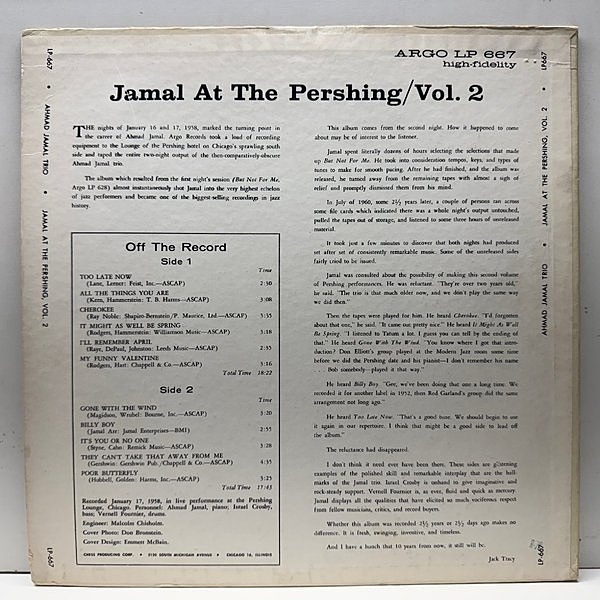 ARGO LP 667
high-fidelity
Jamal At The Pershing/Vol. 2
LP-667 • AHMAD JAMAL TRIO • JAMAL AT THE PERSHING, VOL. 2
LP-667
THE nights of January 16 and 17, 1958, marked the turning point in
the career of Ahmad Jamal. Argo Records took a load of recording
equipment to the Lounge of the Pershing hotel on Chicago's sprawling south
side and taped the entire two-night output of the then-comparatively-obscure
Ahmad Jamal trio.
The album which resulted from the first night's session (But Not For Me,
Argo LP 628) almost instantaneously shot Jamal into the very highest echelon
of jazz performers and became one of the biggest-selling recordings in jazz
history.
Off The Record
Side 1
Time
TOO LATE NOW
(Lane, Lerner: Feist, Inc.—ASCAP) 2:30
ALL THE THINGS YOU ARE
(Kern, Hammerstein: T. B. Harms—ASCAP) 3:08
CHEROKEE
(Ray Noble: Shapiro-Bernstein/P. Maurice, Ltd.—ASCAP) 3:35
IT MIGHT AS WELL BE SPRING
(Rodgers, Hammerstein: Williamson Music—ASCAP) 3:18
I'LL REMEMBER APRIL
(Raye, DePaul, Johnston: Leeds Music—ASCAP) 2:35
MY FUNNY VALENTINE
(Rodgers, Hart: Chappell & Co.—ASCAP) 3:16
Total Time 18:22
Side 2
Time
GONE WITH THE WIND
(Magidson, Wrubel: Bourne, Inc.—ASCAP) 3:20
BILLY BOY
(Jamal Arr: Jamal Enterprises—BMI) 2:55
IT'S YOU OR NO ONE
(Styne, Cahn: Remick Music—ASCAP) 3:28
THEY CAN'T TAKE THAT AWAY FROM ME
(Gershwin: Gershwin Pub./Chappell & Co.—ASCAP) 4:35
POOR BUTTERFLY
(Hubbell, Golden: Harms, Inc.—ASCAP) 3:25
Total Time 17:43
Recorded January 17, 1958, in live performance at the Pershing
Lounge, Chicago. Personnel: Ahmad Jamal, piano; Israel Crosby,
bass; Vernell Fournier, drums.
Engineer: Malcolm Chisholm.
Cover Photo: Don Bronstein.
Cover Design: Emmett McBain.
CHESS PRODUCING CORP. • 2120 SOUTH MICHIGAN AVENUE • CHICAGO 16, ILLINOIS
This album comes from the second night. How it happened to come
about may be of interest to the listener.
Jamal spent literally dozens of hours selecting the selections that made
up But Not For Me. He took into consideration tempos, keys, and types of
tunes to make for smooth pacing. After he had finished, and the album was
released, he turned away from the remaining tapes with almost a sigh of
relief and promptly dismissed them from his mind.
In July of 1960, some 2½ years later, a couple of persons ran across
some file cards which indicated there was a whole night's output untouched,
pulled the tapes out of storage, and listened to some three hours of unreleased
material.
It took just a few minutes to discover that both nights had produced
set after set of consistently remarkable music. Some of the unreleased sides
fairly cried to be issued.
Jamal was consulted about the possibility of making this second volume
of Pershing performances. He was reluctant. "They're over two years old,"
he said. "The trio is that much older now, and we don't play the same way
we did then."
Then the tapes were played for him. He heard Cherokee. "I'd forgotten
about that one," he said. "It came out pretty nice." He heard It Might As Well
Be Spring. "I listened to Tatum a lot. I guess you can tell by the ending of
that." He heard Gone With The Wind. "You know where I got that intro-
duction? Don Elliott's group played at the Modern Jazz room some time
before we did the Pershing date and his pianist—I don't remember his name
. . . Bob somebody—played it that way."
He heard Billy Boy. "Gee, we've been doing that one a long time. We
recorded it for another label in 1952, then Red Garland's group did the same
arrangement not long ago."
He heard Too Late Now. "That's a good tune. We should begin to use
it again in our repertoire. I think that might be a good side to lead off
the album."
The reluctance had disappeared.
I don't think it need ever have been there. These sides are glistening
examples of the polished skill and remarkable interplay that are the hall-
marks of the Jamal trio. Israel Crosby is onhand to give imaginative and
rock-steady support. Vernell Fournier is, as ever, fluid and quick as mercury.
Jamal displays all the qualities that have elicited so much vociferous respect
from fellow musicians, critics, and record buyers.
Whether this album was recorded 2½ years or 2½ days ago makes no
difference. It is fresh, swinging, inventive, and timeless.
And I have a hunch that 10 years from now, it still will be.
Jack Tracy
LP-667 • JAMAL AT THE PERSHING, VOL. 2 • AHMAD JAMAL TRIO
LP-667